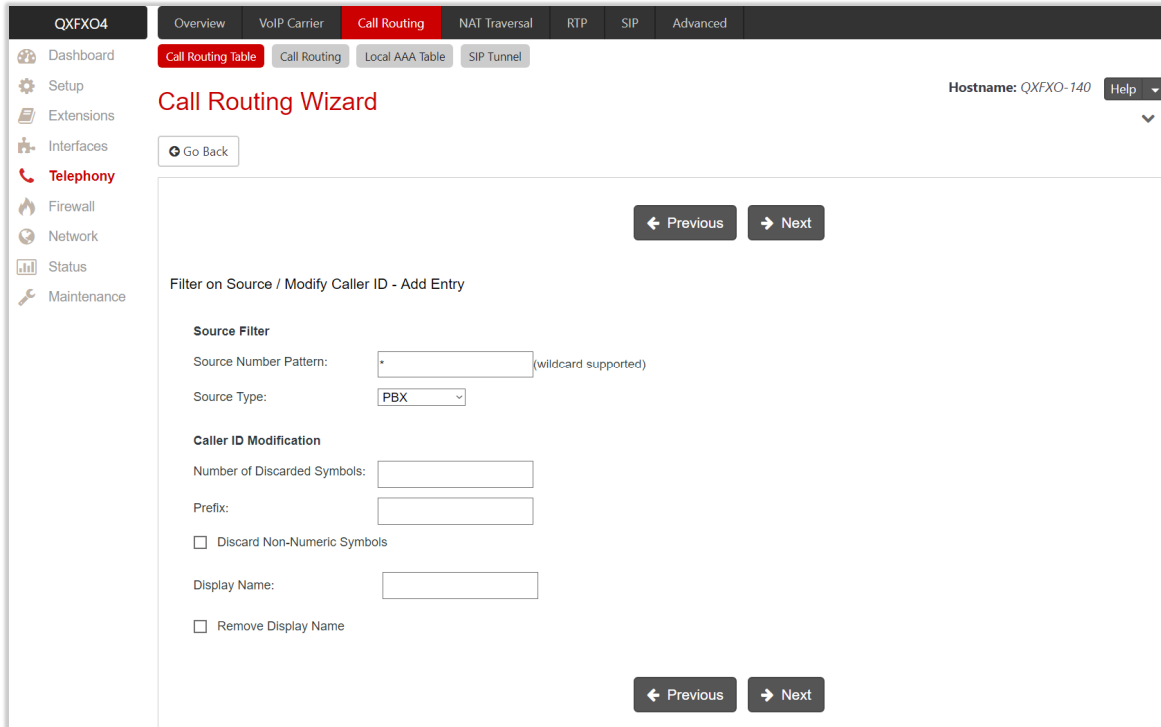 QXFXO4
Overview VoIP Carrier Call Routing NAT Traversal RTP SIP Advanced
Dashboard
Setup
Extensions
Interfaces
Telephony
Firewall
Network
Status
Maintenance
Call Routing Table Call Routing Local AAA Table SIP Tunnel
Hostname: QXFXO-140 Help
Call Routing Wizard
Go Back
Previous Next
Filter on Source / Modify Caller ID - Add Entry
Source Filter
Source Number Pattern: * (wildcard supported)
Source Type: PBX
Caller ID Modification
Number of Discarded Symbols:
Prefix:
Discard Non-Numeric Symbols
Display Name:
Remove Display Name
Previous Next